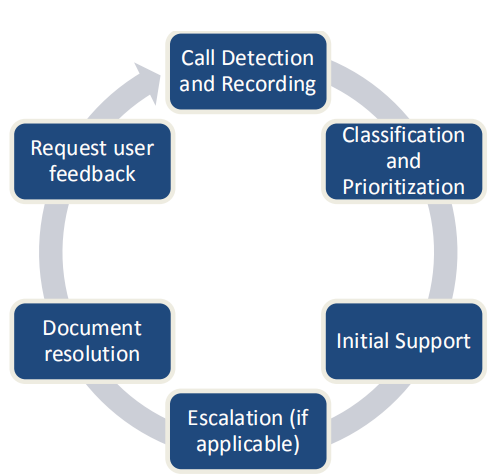 Call Detection
and Recording
Classification
and
Prioritization
Initial Support
Escalation (if
applicable)
Document
resolution
Request user
feedback